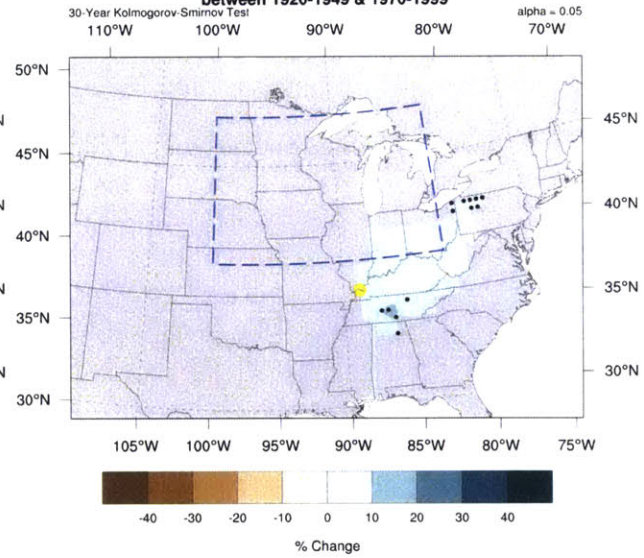 between 1920-1949 & 1970-1999
30-Year Kolmogorov-Smirnov Test
alpha = 0.05
110°W 100°W 90°W 80°W 70°W
50°N
45°N
45°N
40°N
40°N
35°N
35°N
30°N
30°N
105°W 100°W 95°W 90°W 85°W 80°W 75°W
-40 -30 -20 -10 0 10 20 30 40
% Change